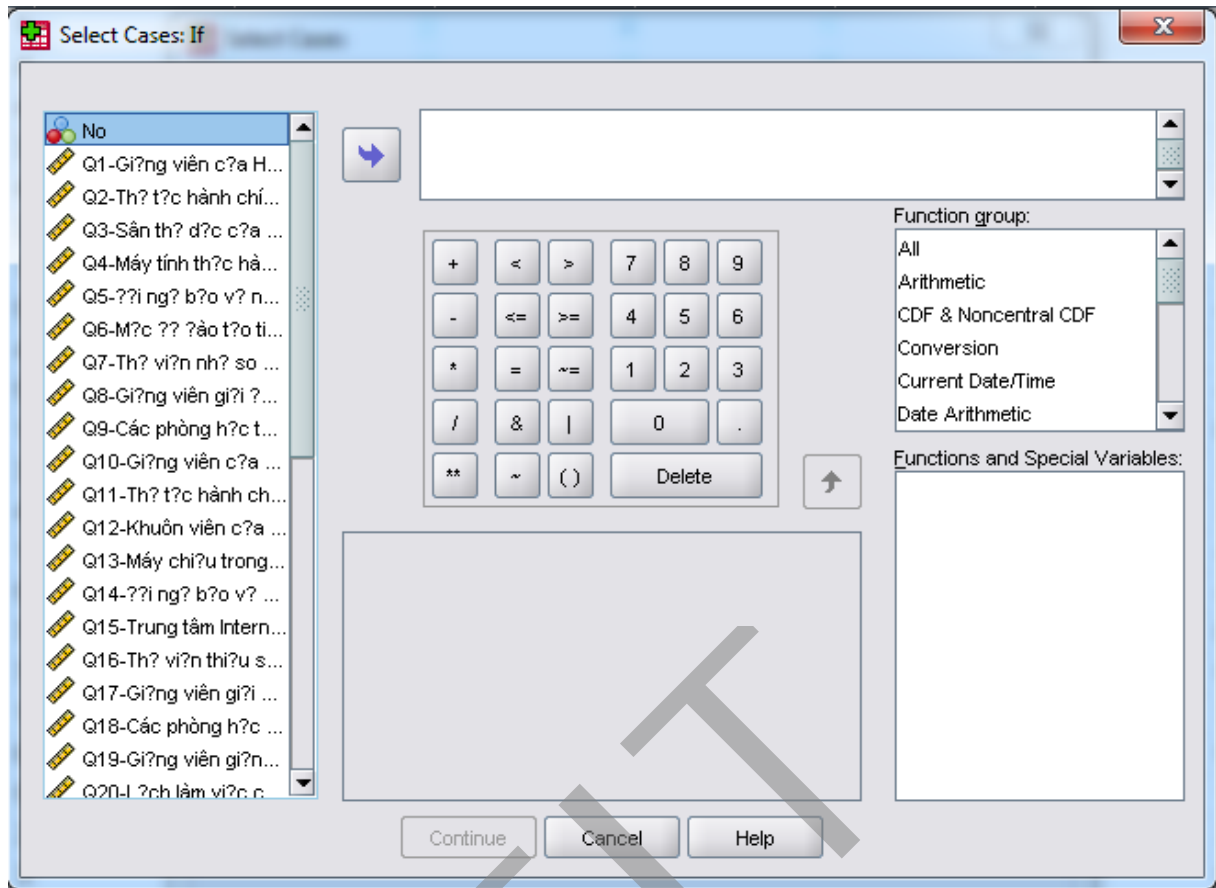 Select Cases: If
No
Q1-Gi?ng viên c?a H...
Q2-Th? t?c hành chí...
Q3-Sân th? d?c c?a ...
Q4-Máy tính th?c hà...
Q5-??i ng? b?o v? n...
Q6-M?c ?? ?ào t?o ti...
Q7-Th? vi?n nh? so ...
Q8-Gi?ng viên gi?i ?...
Q9-Các phòng h?c t...
Q10-Gi?ng viên c?a ...
Q11-Th? t?c hành ch...
Q12-Khuôn viên c?a ...
Q13-Máy chi?u trong...
Q14-??i ng? b?o v? ...
Q15-Trung tâm Intern...
Q16-Th? vi?n thi?u s...
Q17-Gi?ng viên gi?i ...
Q18-Các phòng h?c ...
Q19-Gi?ng viên gi?n...
Q20-L?ch làm vi?c c
+ < > 7 8 9
- <= >= 4 5 6
* = ~= 1 2 3
/ & | 0 .
** ~ ( ) Delete
Function group:
All
Arithmetic
CDF & Noncentral CDF
Conversion
Current Date/Time
Date Arithmetic
Functions and Special Variables:
Continue Cancel Help